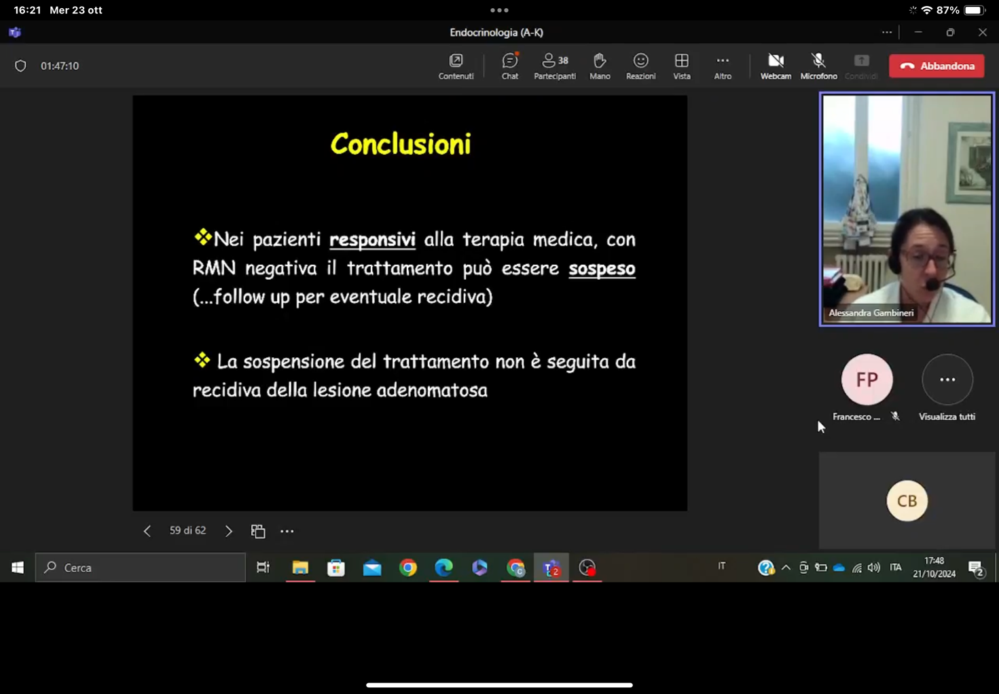 16:21 Mer 23 ott
87%
Endocrinologia (A-K)
01:47:10
Contenuti
Chat
38
Partecipanti
Mano
Reazioni
Vista
Altro
Webcam
Microfono
Condividi
Abbandona
Conclusioni
Nei pazienti responsivi alla terapia medica, con
RMN negativa il trattamento può essere sospeso
(...follow up per eventuale recidiva)
La sospensione del trattamento non è seguita da
recidiva della lesione adenomatosa
Alessandra Gambineri
FP
Francesco ...
Visualizza tutti
CB
59 di 62
Cerca
C
2
IT
ITA
17:48
21/10/2024
2